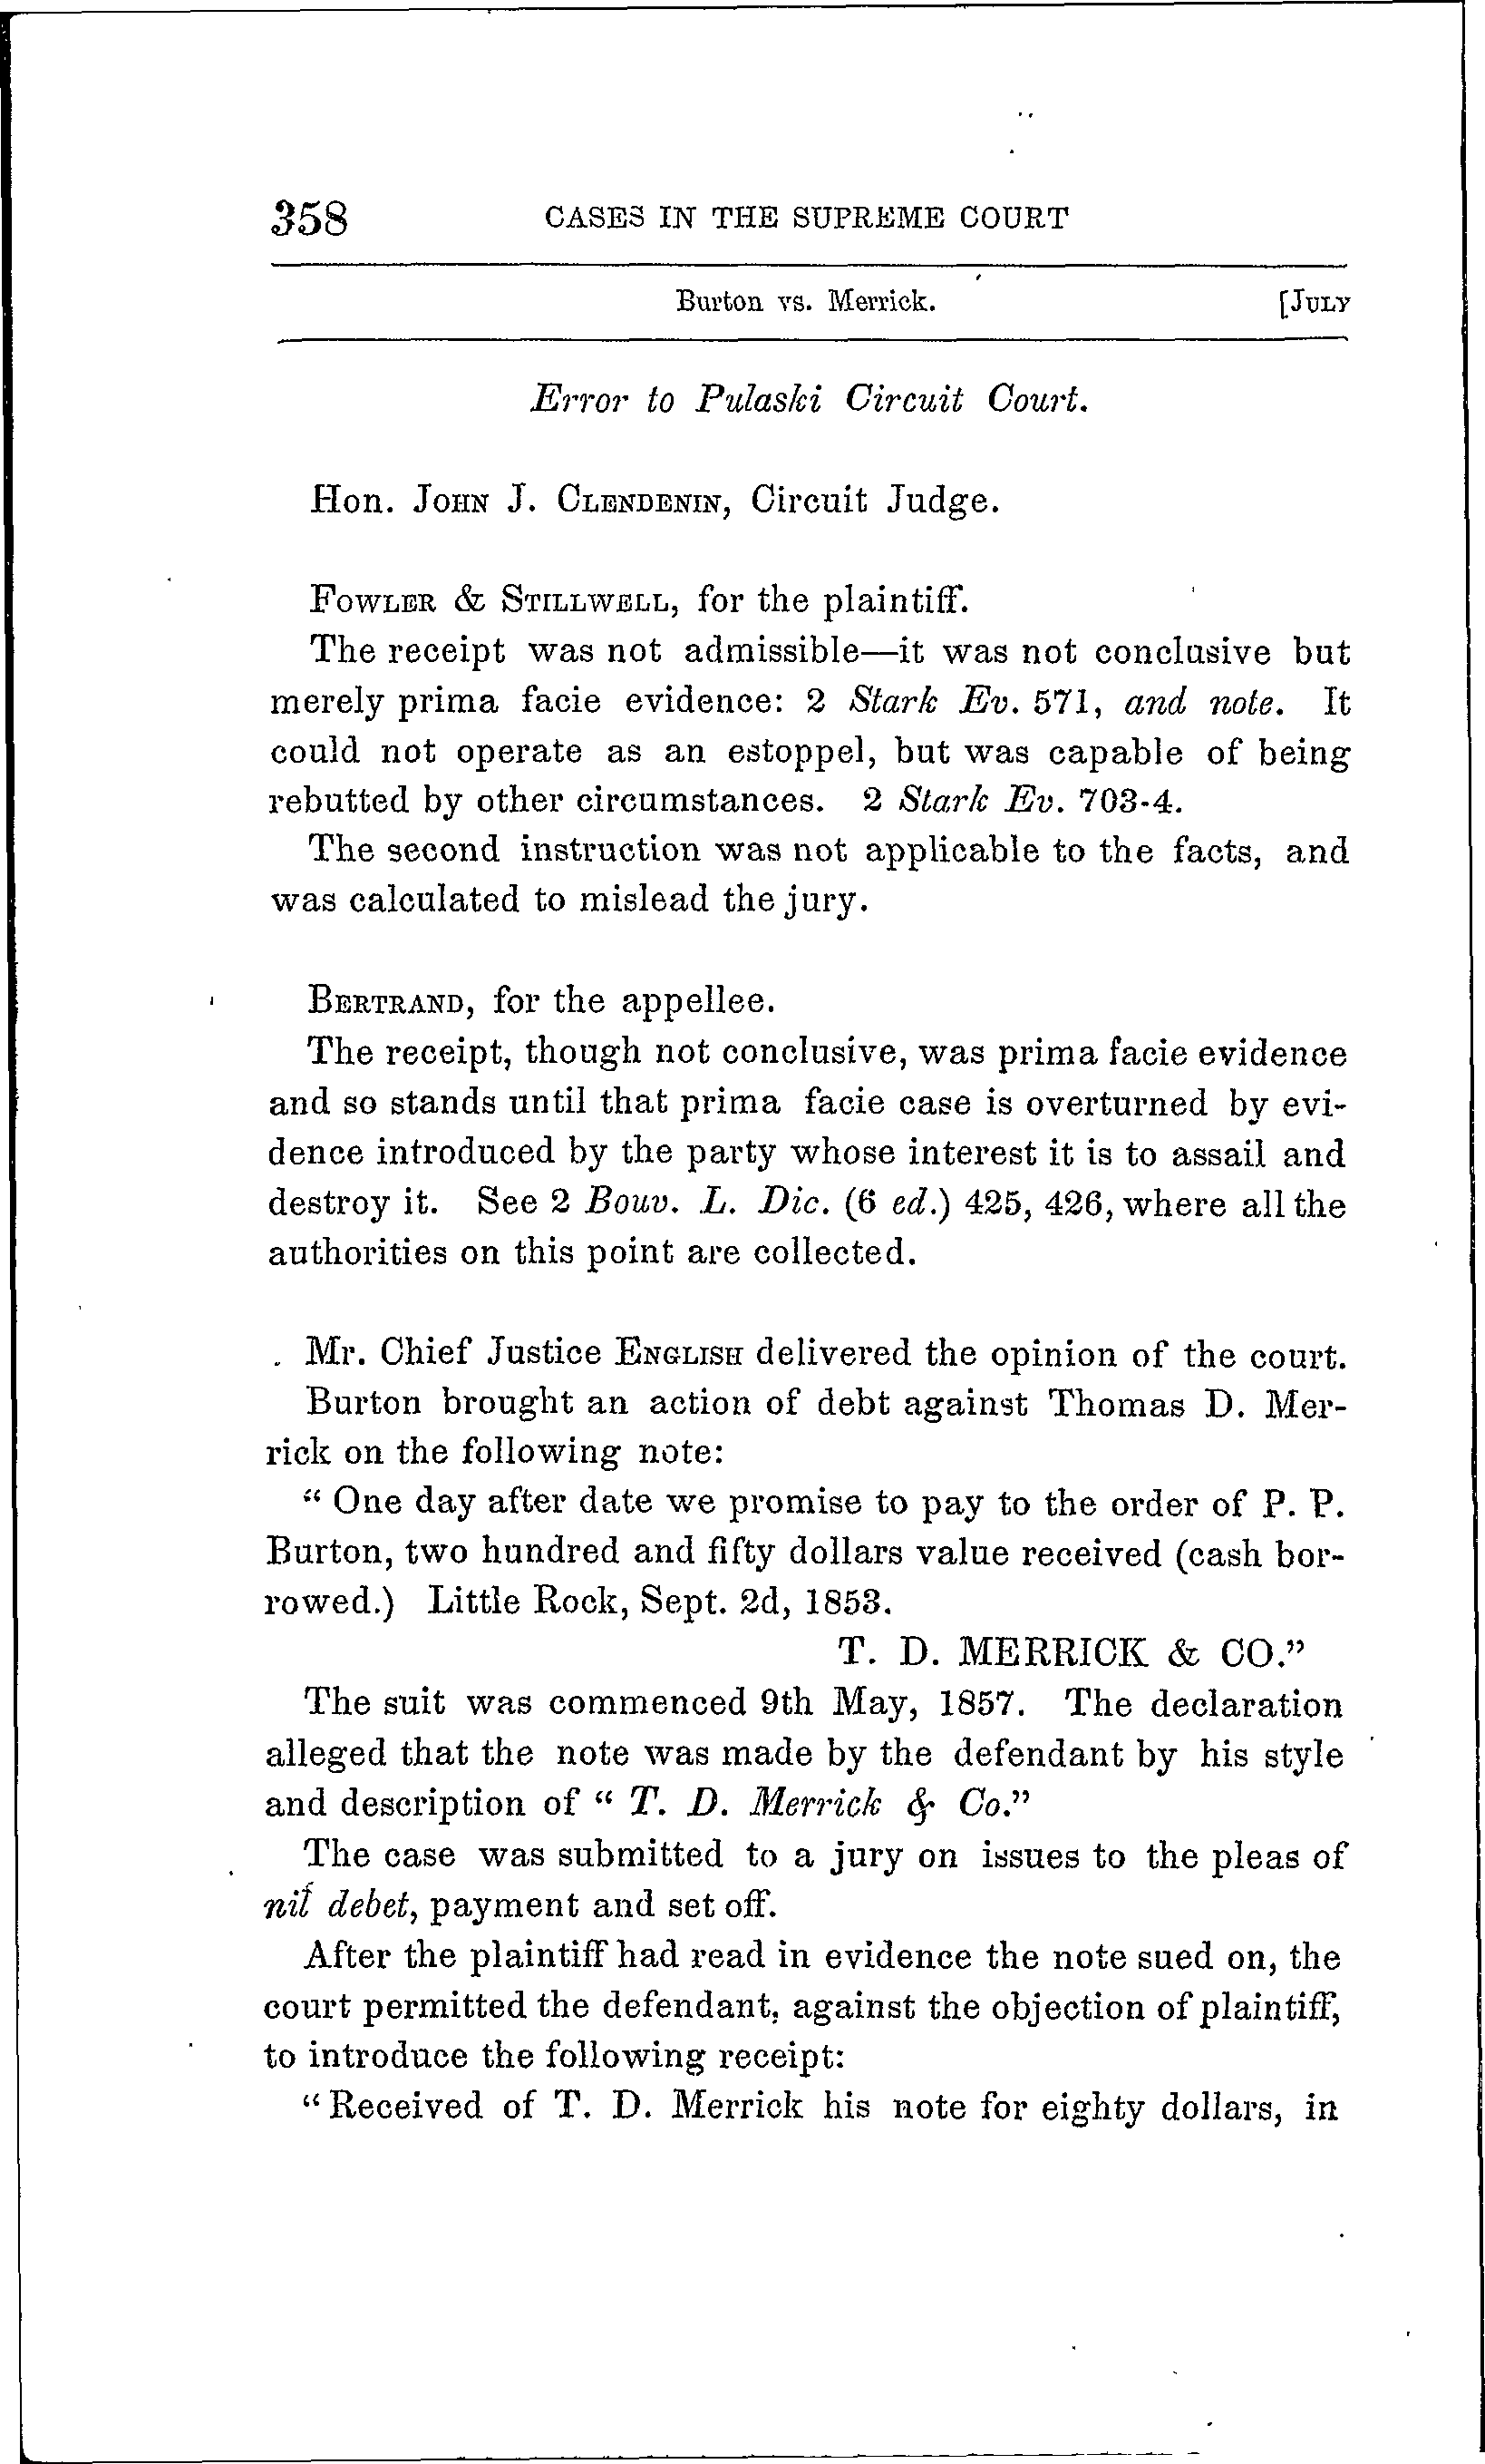 358 CASES IN THE SUPREME COURT
Burton vs. Merrick. [JULY
Error to Pulaski Circuit Court.
Hon. JOHN J. CLENDENIN, Circuit Judge.
FOWLER & STILLWELL, for the plaintiff.
The receipt was not admissible—it was not conclusive but
merely prima facie evidence: 2 Stark Ev. 571, and note. It
could not operate as an estoppel, but was capable of being
rebutted by other circumstances. 2 Stark Ev. 703-4.
The second instruction was not applicable to the facts, and
was calculated to mislead the jury.
BERTRAND, for the appellee.
The receipt, though not conclusive, was prima facie evidence
and so stands until that prima facie case is overturned by evi-
dence introduced by the party whose interest it is to assail and
destroy it. See 2 Bouv. L. Dic. (6 ed.) 425, 426, where all the
authorities on this point are collected.
Mr. Chief Justice ENGLISH delivered the opinion of the court.
Burton brought an action of debt against Thomas D. Mer-
rick on the following note:
"One day after date we promise to pay to the order of P. P.
Burton, two hundred and fifty dollars value received (cash bor-
rowed.) Little Rock, Sept. 2d, 1853.
T. D. MERRICK & CO."
The suit was commenced 9th May, 1857. The declaration
alleged that the note was made by the defendant by his style
and description of "T. D. Merrick & Co."
The case was submitted to a jury on issues to the pleas of
nil debet, payment and set off.
After the plaintiff had read in evidence the note sued on, the
court permitted the defendant, against the objection of plaintiff,
to introduce the following receipt:
"Received of T. D. Merrick his note for eighty dollars, in